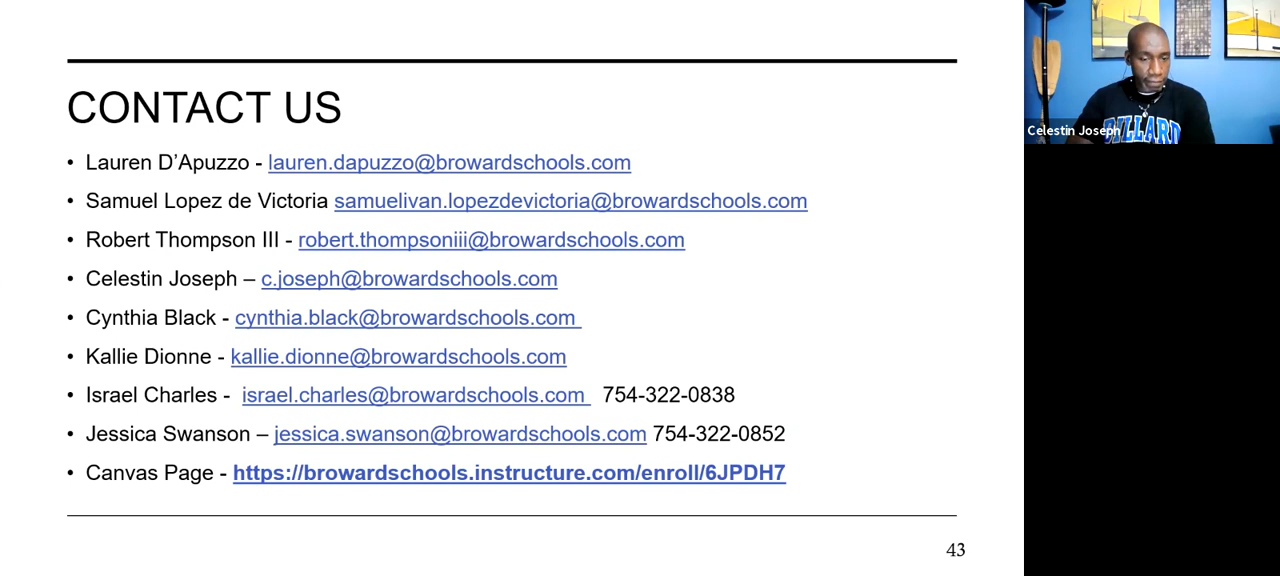 CONTACT US
• Lauren D’Apuzzo - lauren.dapuzzo@browardschools.com
• Samuel Lopez de Victoria samuelivan.lopezdevictoria@browardschools.com
• Robert Thompson III - robert.thompsoniii@browardschools.com
• Celestin Joseph – c.joseph@browardschools.com
• Cynthia Black - cynthia.black@browardschools.com
• Kallie Dionne - kallie.dionne@browardschools.com
• Israel Charles - israel.charles@browardschools.com 754-322-0838
• Jessica Swanson – jessica.swanson@browardschools.com 754-322-0852
• Canvas Page - https://browardschools.instructure.com/enroll/6JPDH7
43
Celestin Joseph
DILLARD